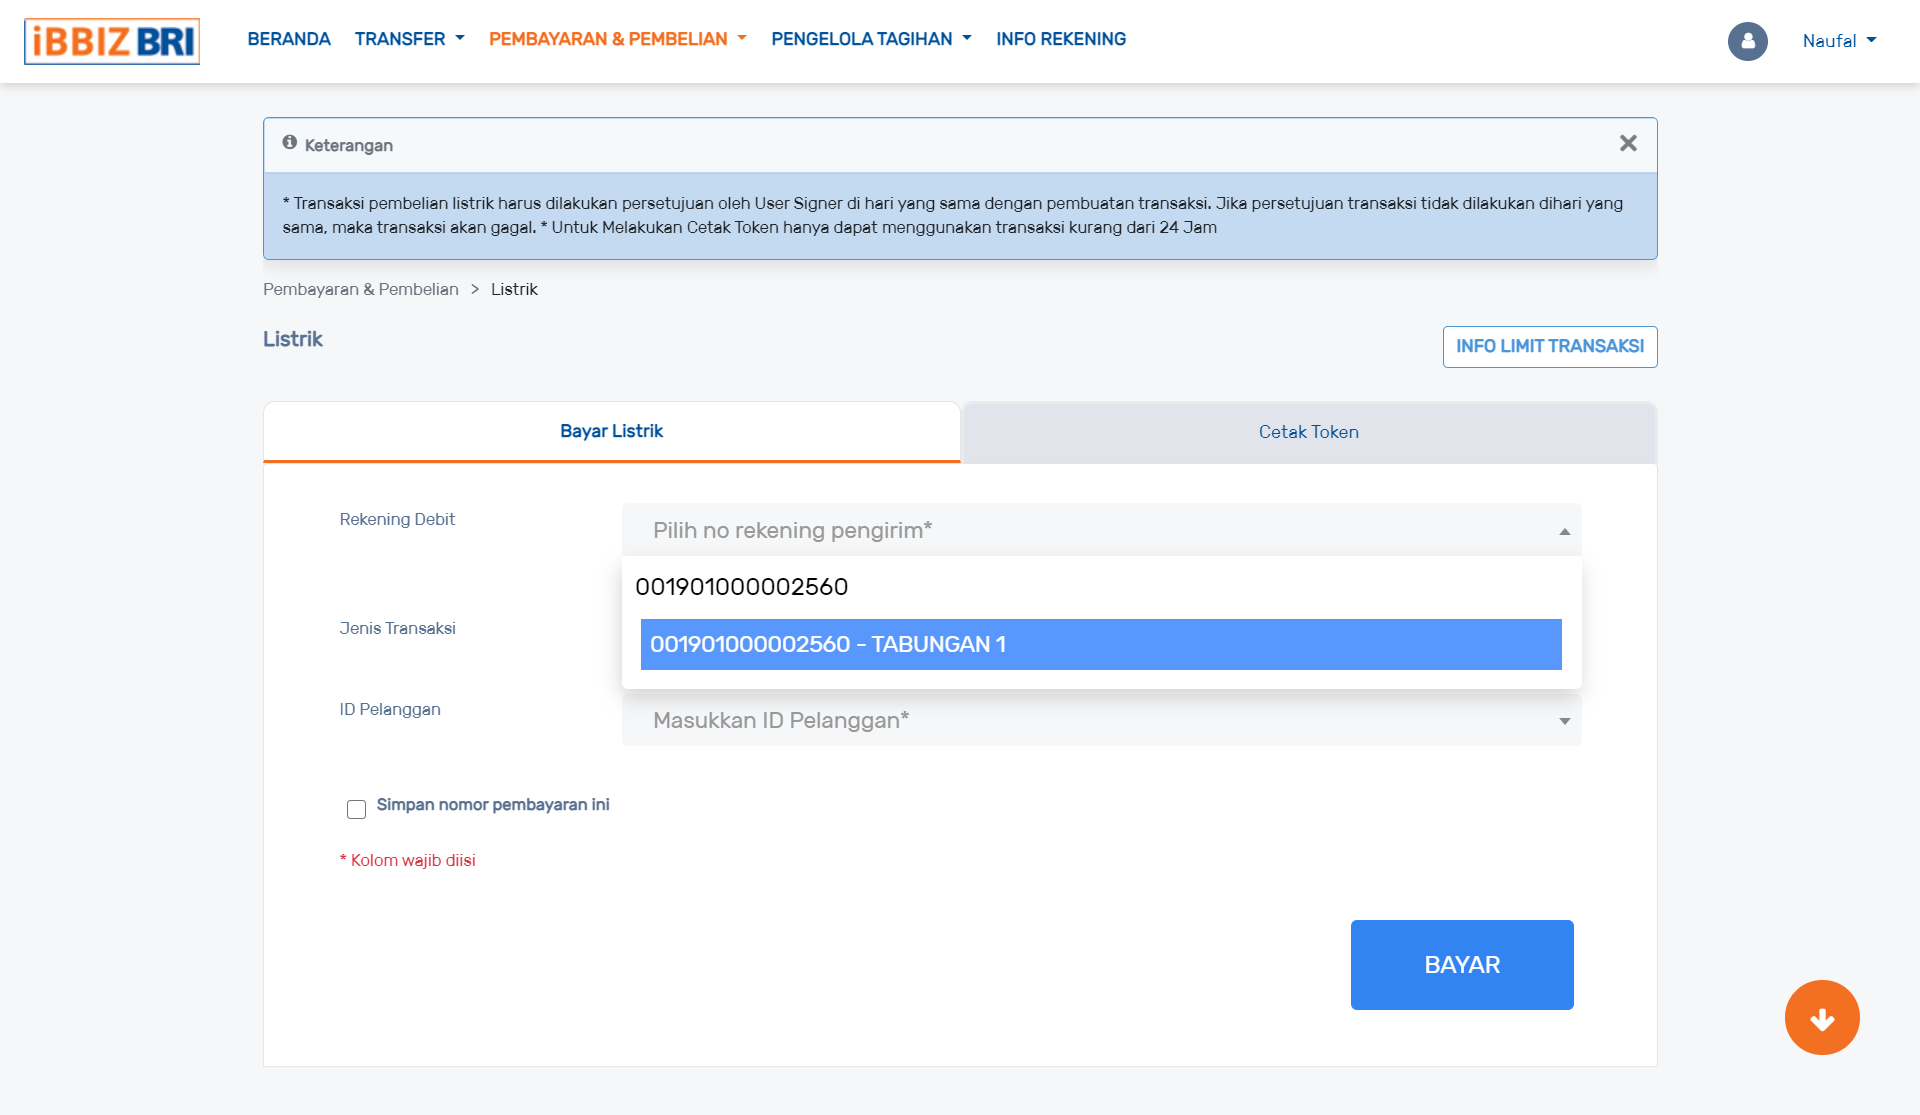 iBBIZ BRI
BERANDA
TRANSFER
PEMBAYARAN & PEMBELIAN
PENGELOLA TAGIHAN
INFO REKENING
Naufal
Keterangan
* Transaksi pembelian listrik harus dilakukan persetujuan oleh User Signer di hari yang sama dengan pembuatan transaksi. Jika persetujuan transaksi tidak dilakukan dihari yang
sama, maka transaksi akan gagal. * Untuk Melakukan Cetak Token hanya dapat menggunakan transaksi kurang dari 24 Jam
Pembayaran & Pembelian > Listrik
Listrik
INFO LIMIT TRANSAKSI
Bayar Listrik
Cetak Token
Rekening Debit
Pilih no rekening pengirim*
001901000002560
001901000002560 - TABUNGAN 1
Jenis Transaksi
ID Pelanggan
Masukkan ID Pelanggan*
Simpan nomor pembayaran ini
* Kolom wajib diisi
BAYAR